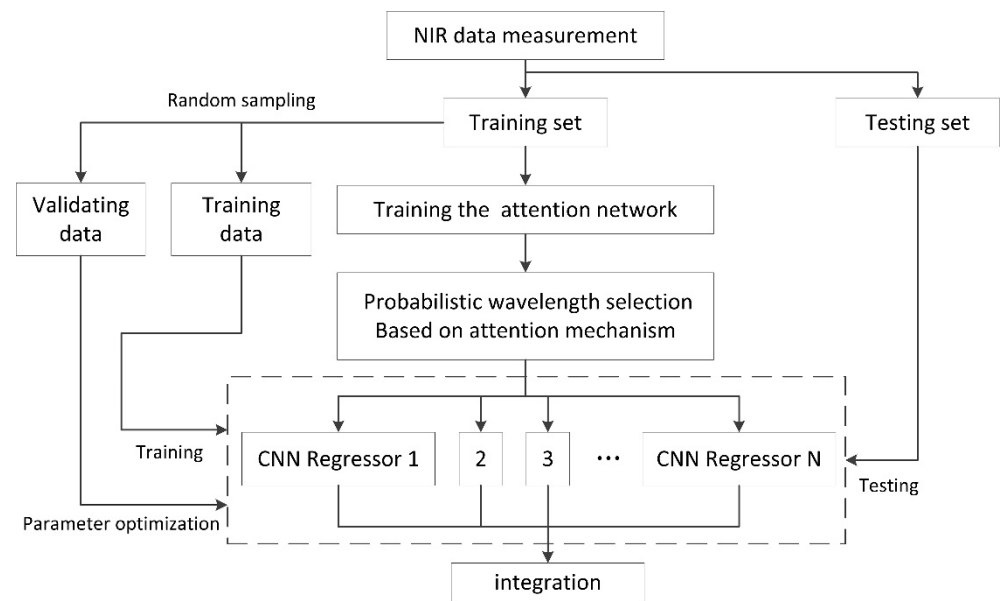 NIR data measurement
Random sampling
Training set
Testing set
Validating
data
Training
data
Training the attention network
Probabilistic wavelength selection
Based on attention mechanism
Training
CNN Regressor 1
2
3
...
CNN Regressor N
Testing
Parameter optimization
integration